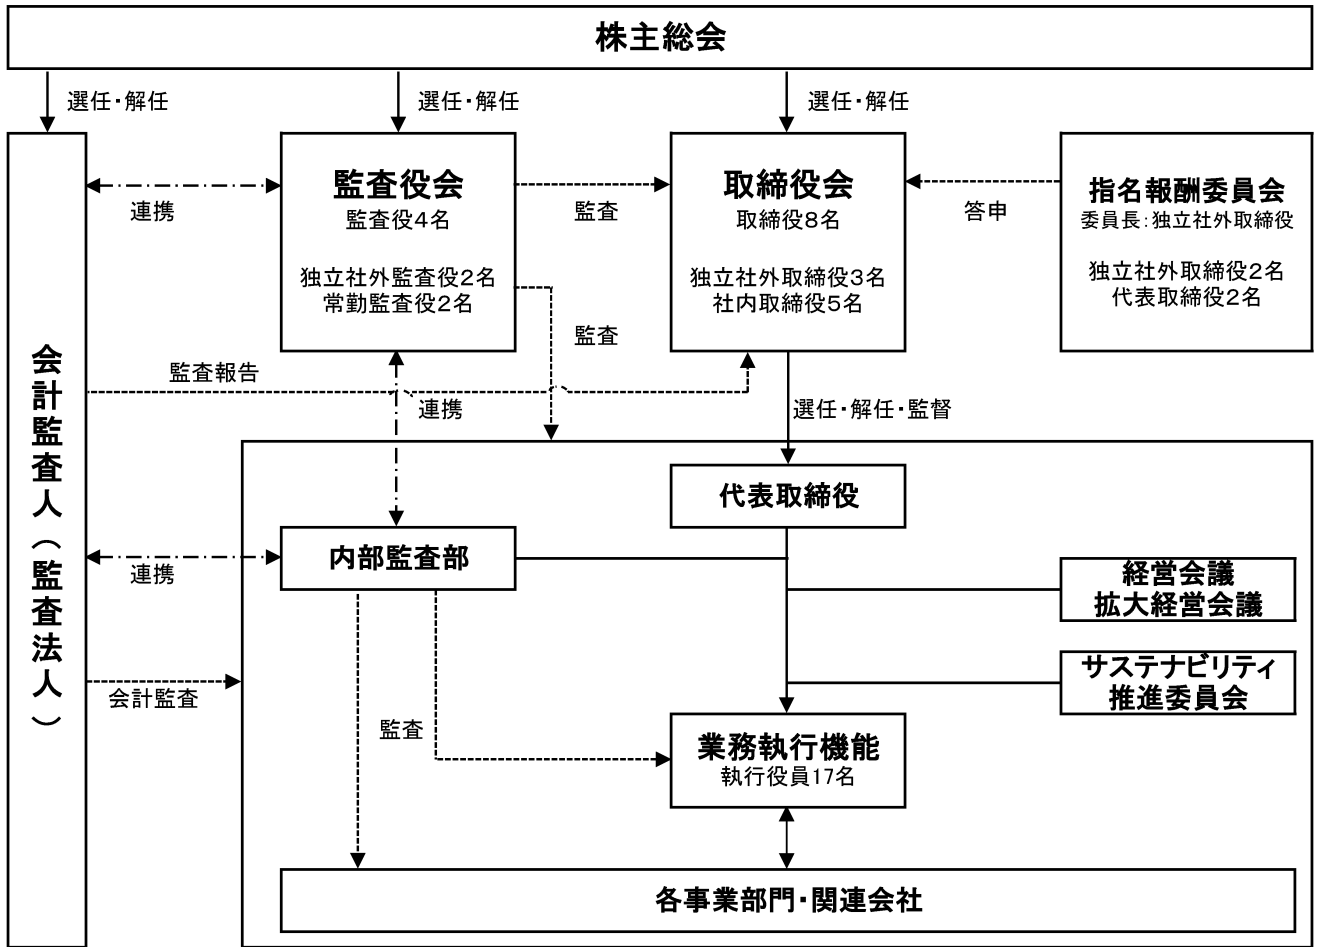 株主総会
選任・解任
選任・解任
選任・解任
監査役会
監査役4名
独立社外監査役2名
常勤監査役2名
取締役会
取締役8名
独立社外取締役3名
社内取締役5名
指名報酬委員会
委員長:独立社外取締役
独立社外取締役2名
代表取締役2名
連携
監査
答申
監査
会計監査人(監査法人)
監査報告
連携
選任・解任・監督
代表取締役
内部監査部
連携
経営会議
拡大経営会議
サステナビリティ
推進委員会
会計監査
監査
業務執行機能
執行役員17名
各事業部門・関連会社